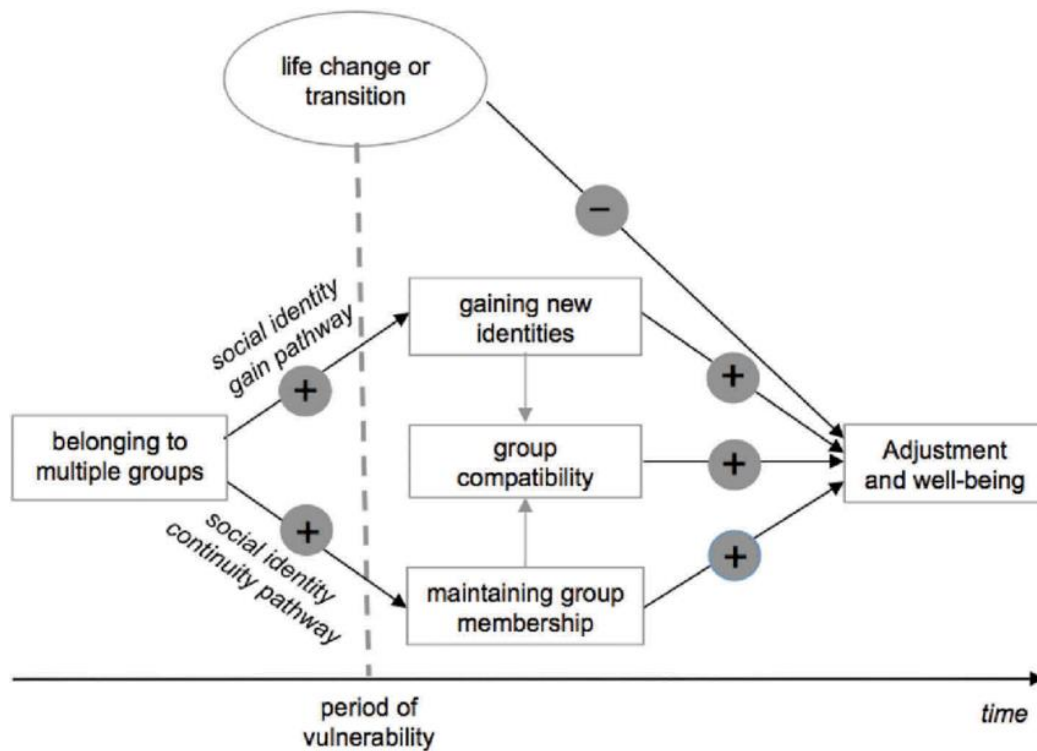 life change or
transition
−
social identity
gain pathway
gaining new
identities
+
+
belonging to
multiple groups
group
compatibility
+
Adjustment
and well-being
+
social identity
continuity pathway
+
maintaining group
membership
period of
vulnerability
time